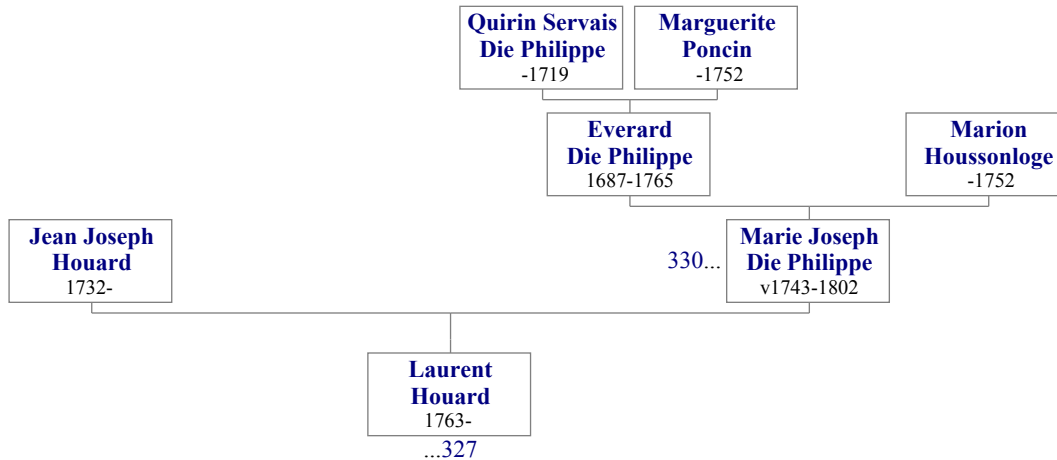 Quirin Servais
Die Philippe
-1719
Marguerite
Poncin
-1752
Everard
Die Philippe
1687-1765
Marion
Houssonloge
-1752
Jean Joseph
Houard
1732-
330...
Marie Joseph
Die Philippe
v1743-1802
Laurent
Houard
1763-
...327